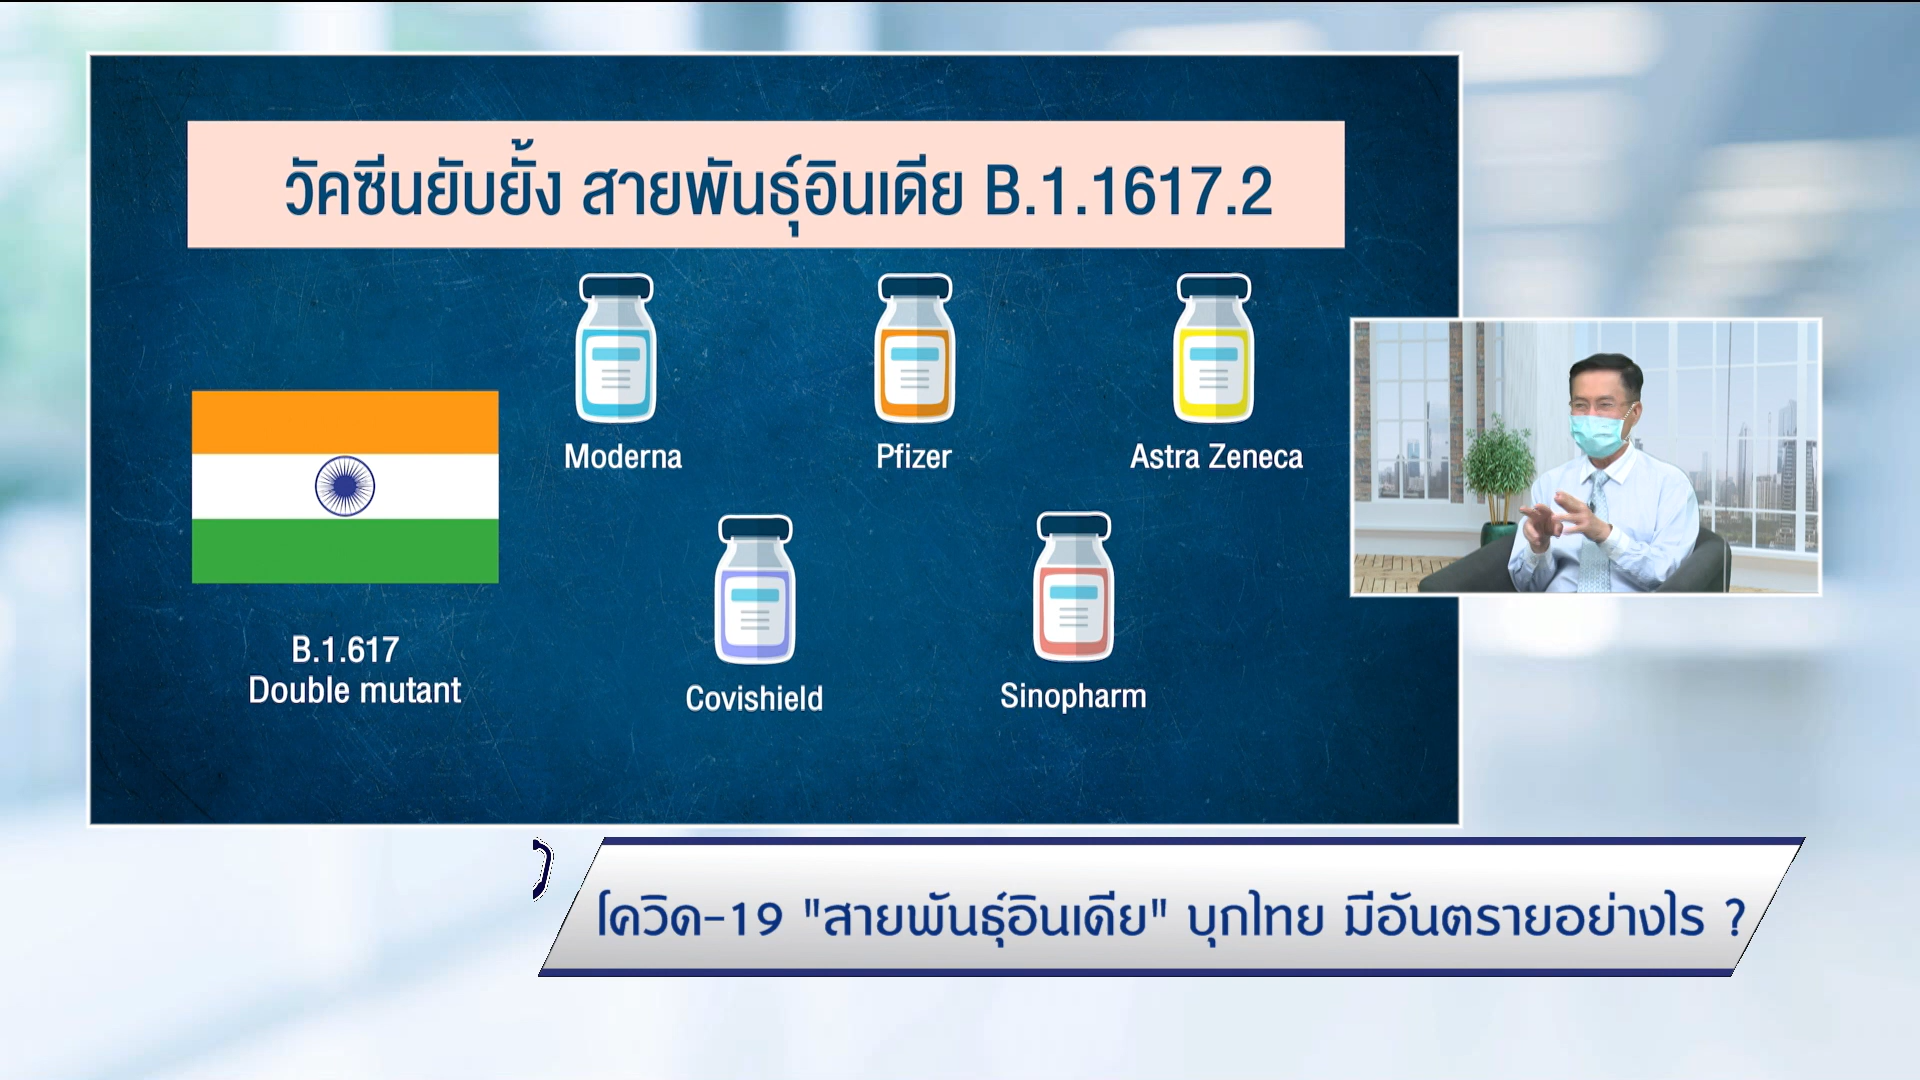 วัคซีนยับยั้ง สายพันธุ์อินเดีย B.1.1617.2
Moderna
Pfizer
Astra Zeneca
B.1.617
Double mutant
Covishield
Sinopharm
โควิด-19 "สายพันธุ์อินเดีย" บุกไทย มีอันตรายอย่างไร ?